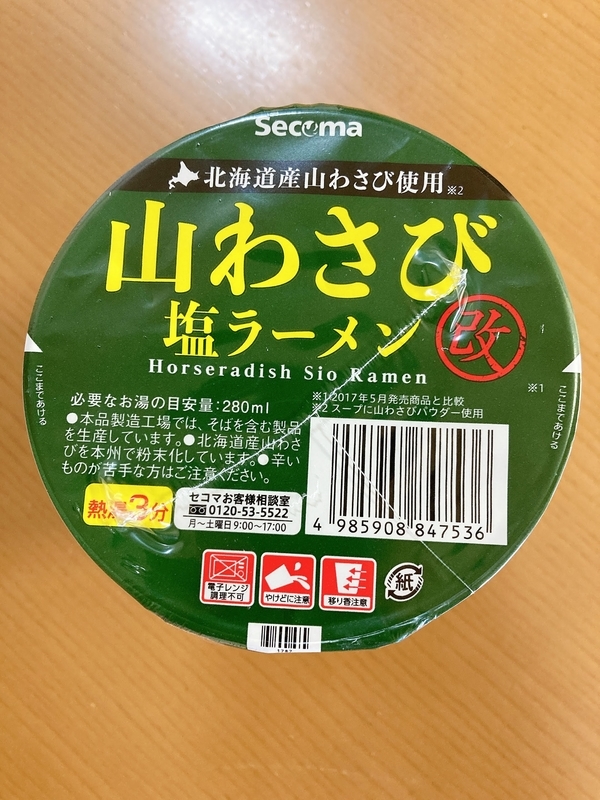 Secoma
北海道産山わさび使用※2
山わさび
塩ラーメン 改
Horseradish Sio Ramen
※1
ここまであける
ここまであける
必要なお湯の目安量:280ml
※1 2017年5月発売商品と比較
※2 スープに山わさびパウダー使用
●本品製造工場では、そばを含む製品
を生産しています。●北海道産山わさ
びを本州で粉末化しています。●辛い
ものが苦手な方はご注意ください。
熱湯3分
セコマお客様相談室
0120-53-5522
月〜土曜日9:00〜17:00
4 985908 847536
電子レンジ
調理不可
やけどに注意
移り香注意
紙